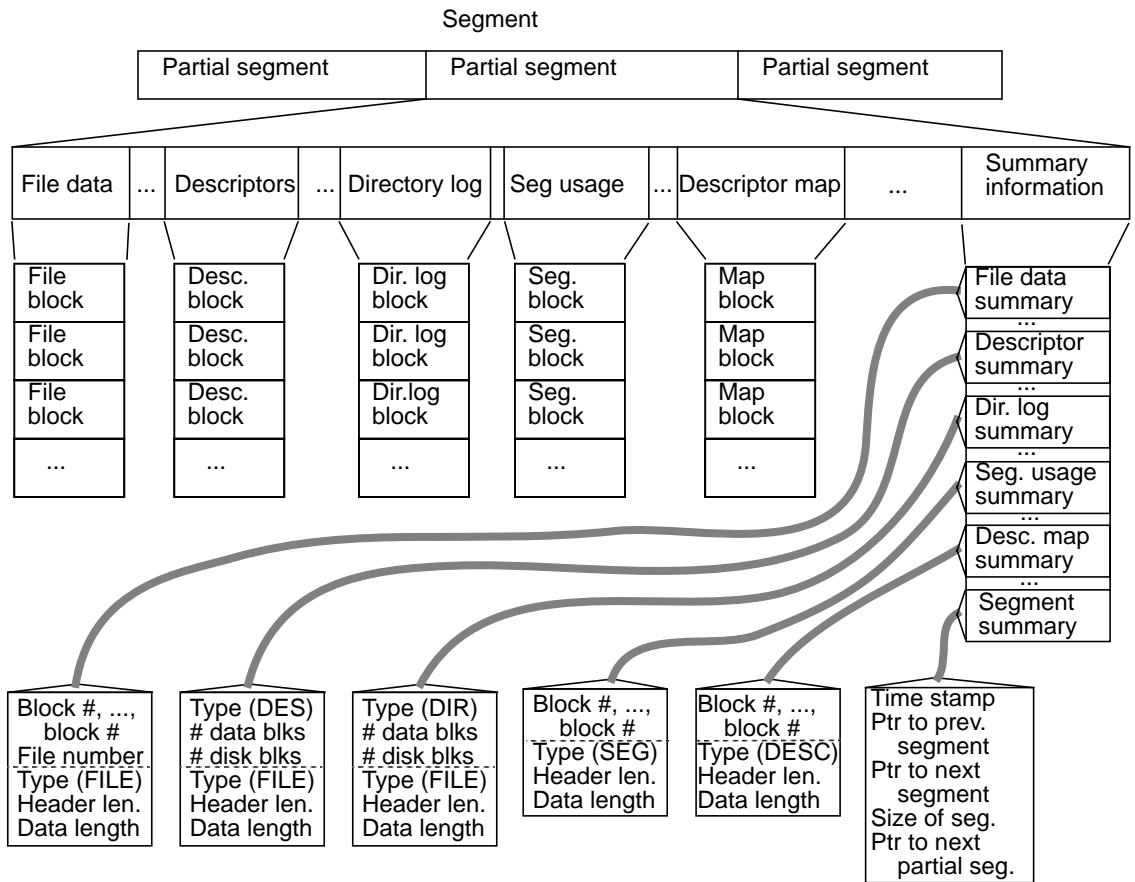 Segment
Partial segment
Partial segment
Partial segment
File data
...
Descriptors
...
Directory log
Seg usage
...
Descriptor map
...
Summary
information
File
block
File
block
File
block
...
Desc.
block
Desc.
block
Desc.
block
...
Dir. log
block
Dir. log
block
Dir.log
block
...
Seg.
block
Seg.
block
Seg.
block
...
Map
block
Map
block
Map
block
...
File data
summary
...
Descriptor
summary
...
Dir. log
summary
...
Seg. usage
summary
...
Desc. map
summary
...
Segment
summary
Block #, ...,
block #
File number
Type (FILE)
Header len.
Data length
Type (DES)
# data blks
# disk blks
Type (FILE)
Header len.
Data length
Type (DIR)
# data blks
# disk blks
Type (FILE)
Header len.
Data length
Block #, ...,
block #
Type (SEG)
Header len.
Data length
Block #, ...,
block #
Type (DESC)
Header len.
Data length
Time stamp
Ptr to prev.
segment
Ptr to next
segment
Size of seg.
Ptr to next
partial seg.